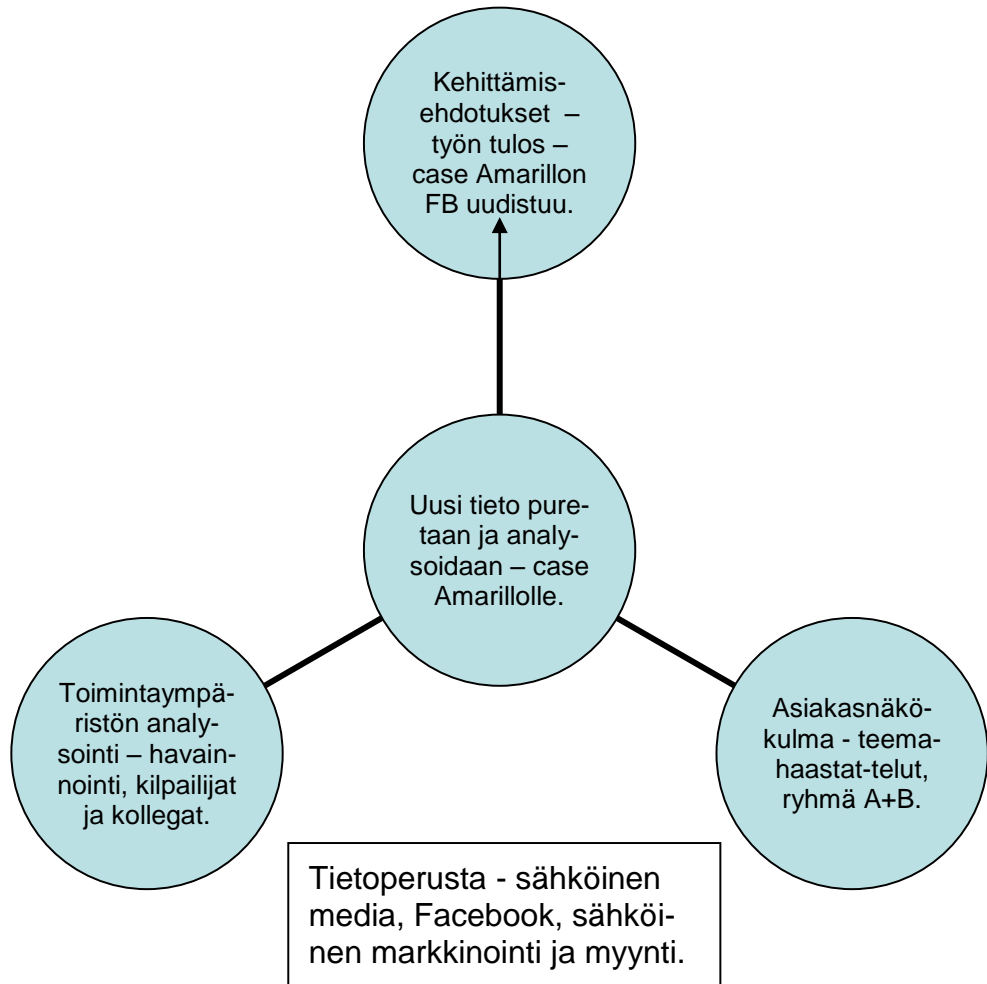 Kehittämis-
ehdotukset –
työn tulos –
case Amarillon
FB uudistuu.
Uusi tieto pure-
taan ja analy-
soidaan – case
Amarillolle.
Toimintaympä-
ristön analy-
sointi – havain-
nointi, kilpailijat
ja kollegat.
Asiakasnäkö-
kulma - teema-
haastat-telut,
ryhmä A+B.
Tietoperusta - sähköinen
media, Facebook, sähköi-
nen markkinointi ja myynti.